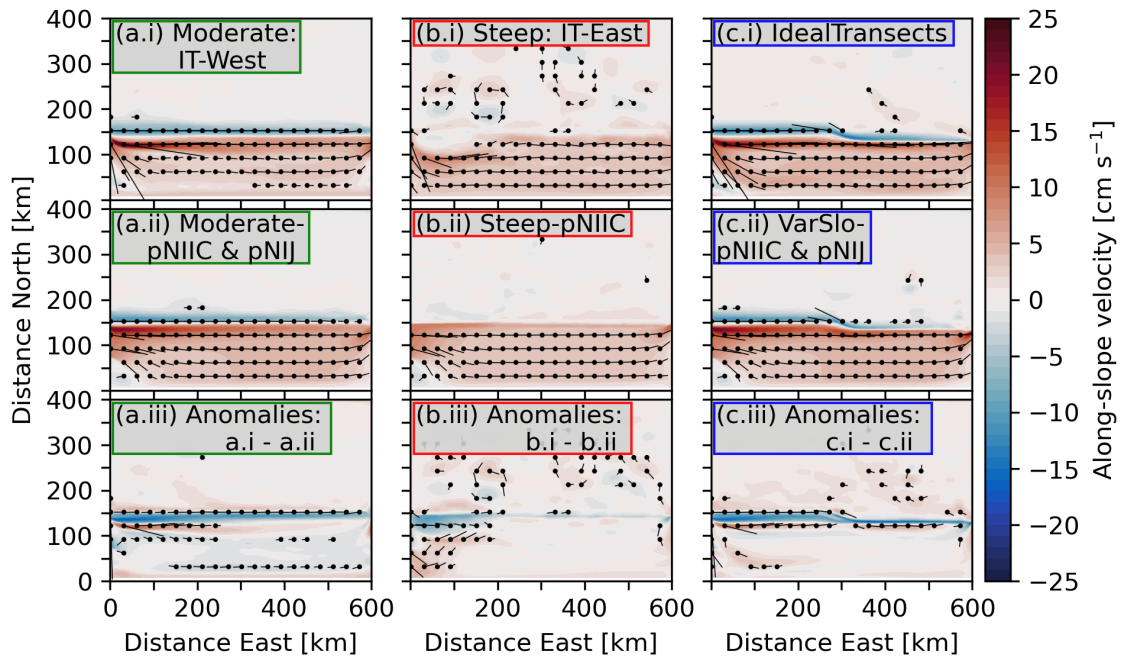 (a.i) Moderate:
IT-West
(b.i) Steep: IT-East
(c.i) IdealTransects
400
300
200
100
(a.ii) Moderate-
pNIIC & pNIJ
(b.ii) Steep-pNIIC
(c.ii) VarSlo-
pNIIC & pNIJ
400
300
200
100
(a.iii) Anomalies:
a.i - a.ii
(b.iii) Anomalies:
b.i - b.ii
(c.iii) Anomalies:
c.i - c.ii
400
300
200
100
0
0 200 400 600
200 400 600
200 400 600
Distance East [km]
Distance East [km]
Distance East [km]
Distance North [km]
25
20
15
10
5
0
−5
−10
−15
−20
−25
Along-slope velocity [cm s⁻¹]